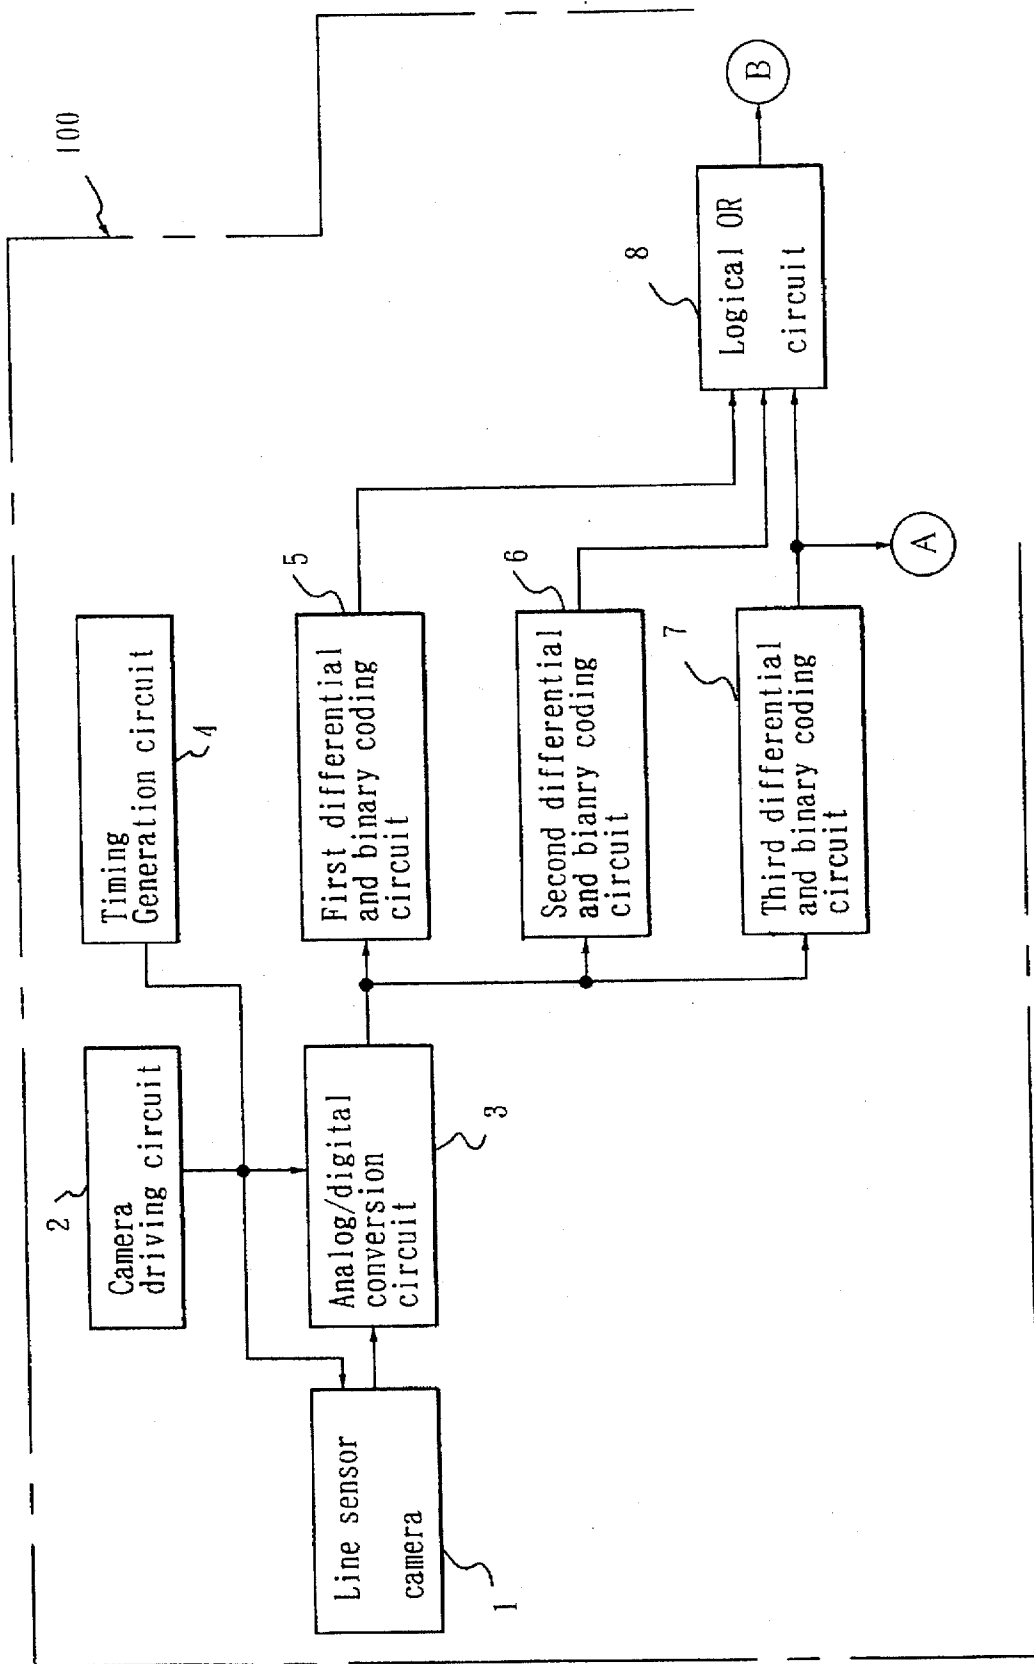 100
2
Camera
driving circuit
Timing
Generation circuit
4
1
Line sensor
camera
3
Analog/digital
conversion
circuit
5
First differential
and binary coding
circuit
6
Second differential
and bianry coding
circuit
7
Third differential
and binary coding
circuit
8
Logical OR
circuit
A
B